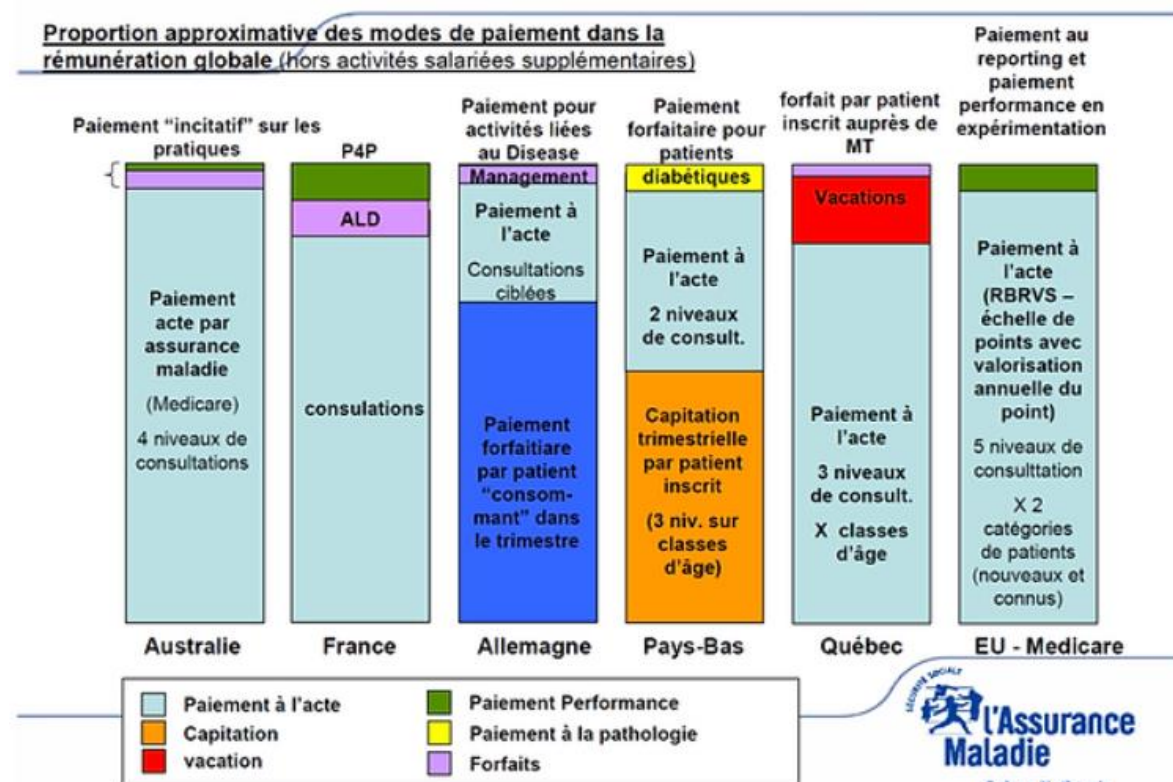 Proportion approximative des modes de paiement dans la
rémunération globale (hors activités salariées supplémentaires)
Paiement "incitatif" sur les
pratiques
P4P
Paiement pour
activités liées
au Disease
Management
Paiement
forfaitaire pour
patients
diabétiques
forfait par patient
inscrit auprès de
MT
Paiement au
reporting et
paiement
performance en
expérimentation
Paiement
acte par
assurance
maladie
(Medicare)
4 niveaux de
consultations
ALD
consulations
Paiement à
l'acte
Consultations
ciblées
Paiement
forfaitiare
par patient
"consom-
mant" dans
le trimestre
Paiement à
l'acte
2 niveaux
de consult.
Capitation
trimestrielle
par patient
inscrit
(3 niv. sur
classes
d'âge)
Vacations
Paiement à
l'acte
3 niveaux
de consult.
X classes
d'âge
Paiement à
l'acte
(RBRVS –
échelle de
points avec
valorisation
annuelle du
point)
5 niveaux de
consulttation
X 2
catégories
de patients
(nouveaux et
connus)
Australie
France
Allemagne
Pays-Bas
Québec
EU - Medicare
Paiement à l'acte
Capitation
vacation
Paiement Performance
Paiement à la pathologie
Forfaits
SÉCURITÉ SOCIALE
l'Assurance
Maladie